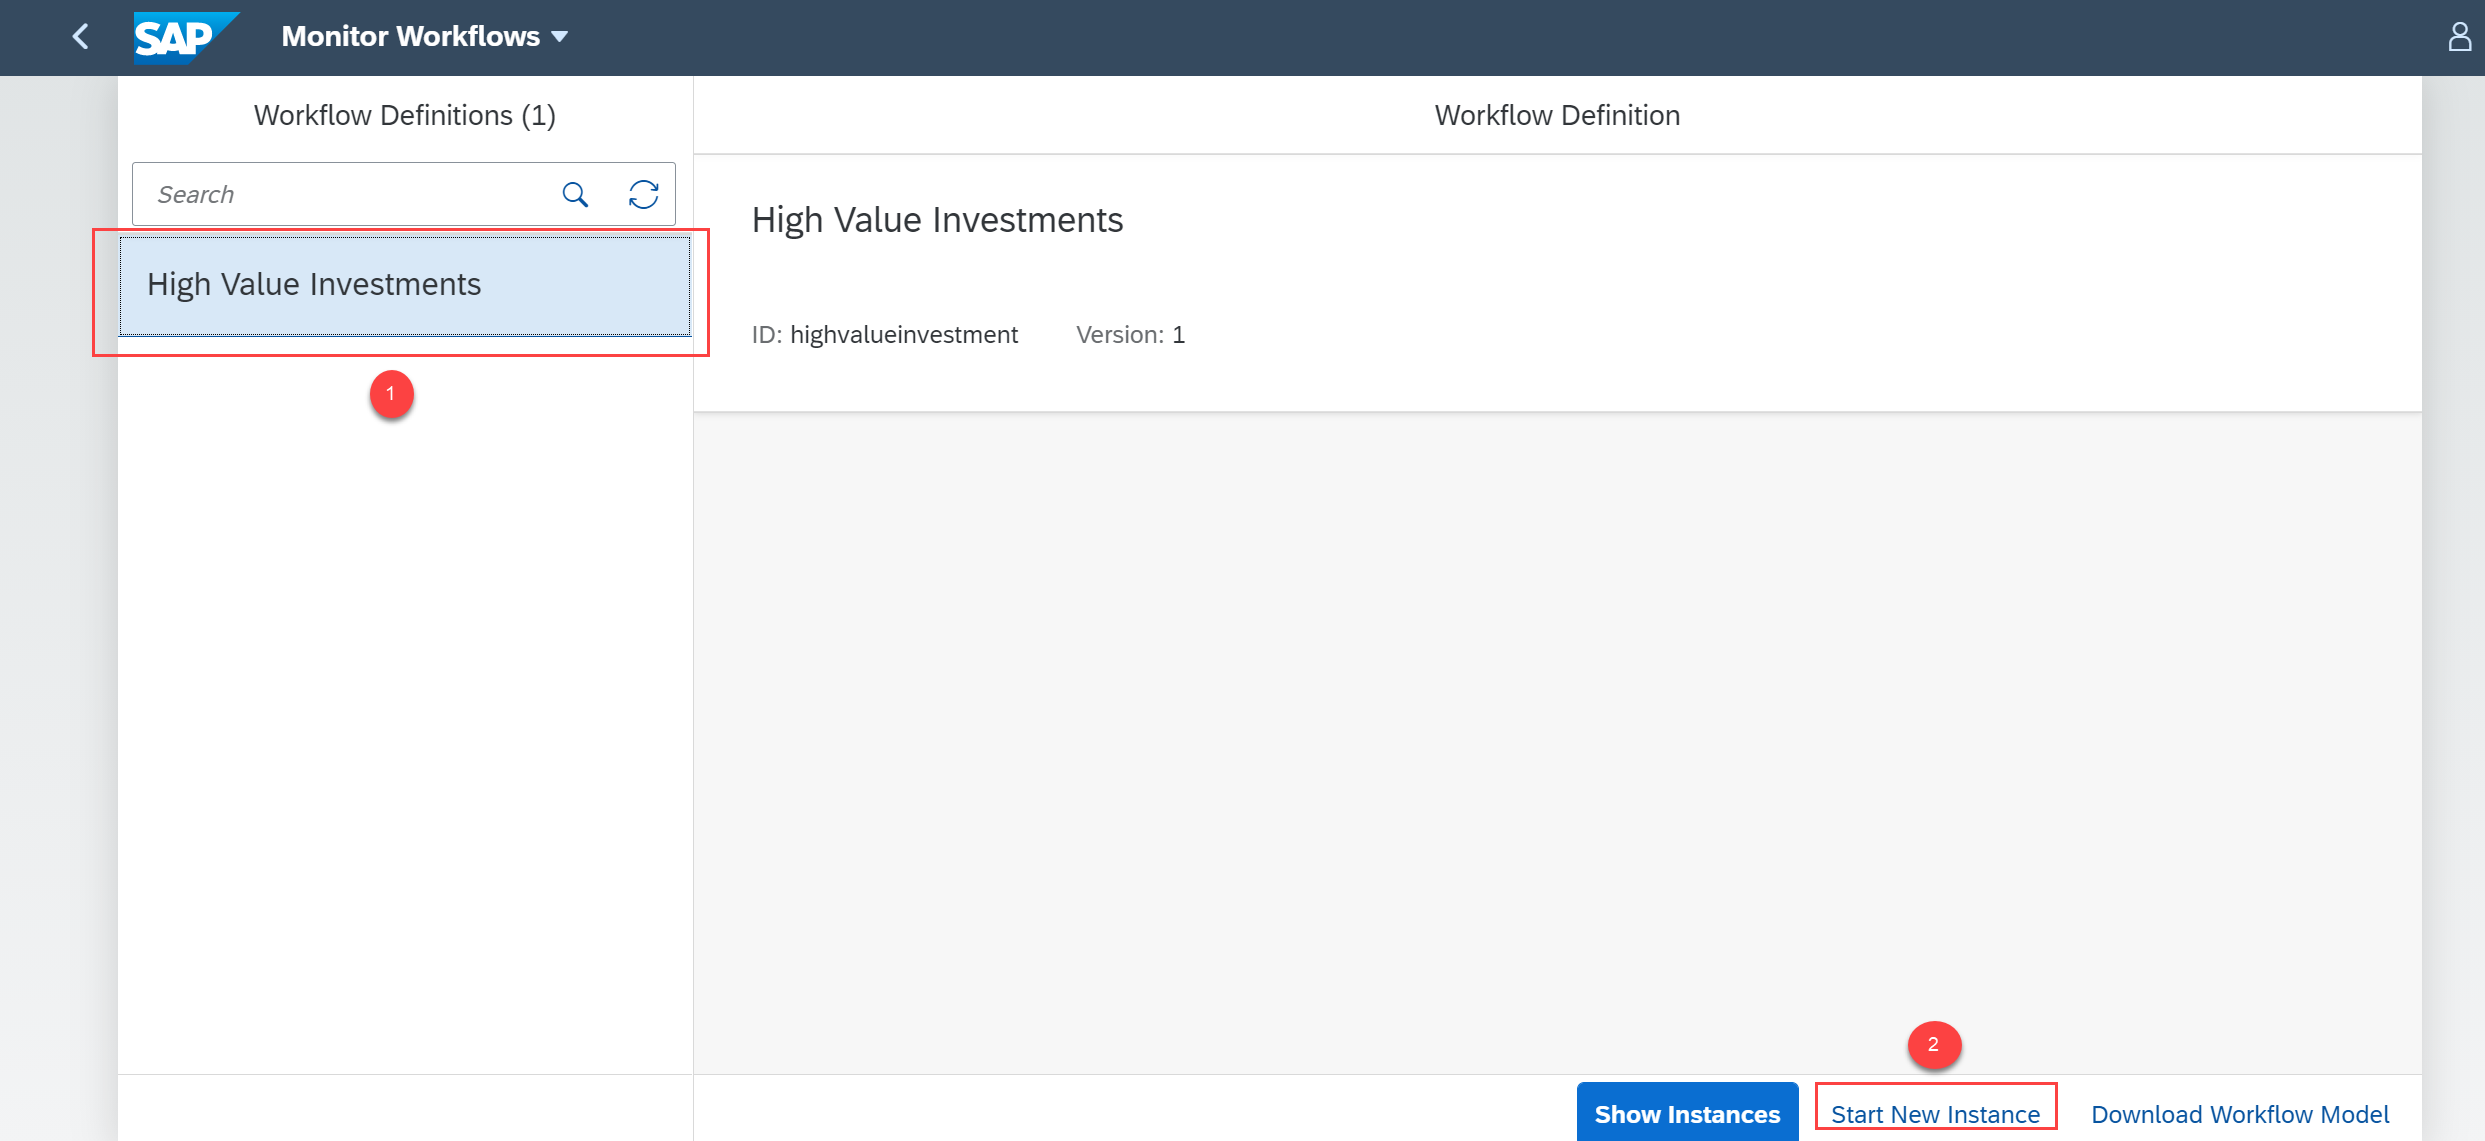 SAP Monitor Workflows
Workflow Definitions (1)
Search
High Value Investments
1
Workflow Definition
High Value Investments
ID: highvalueinvestment Version: 1
2
Show Instances Start New Instance Download Workflow Model